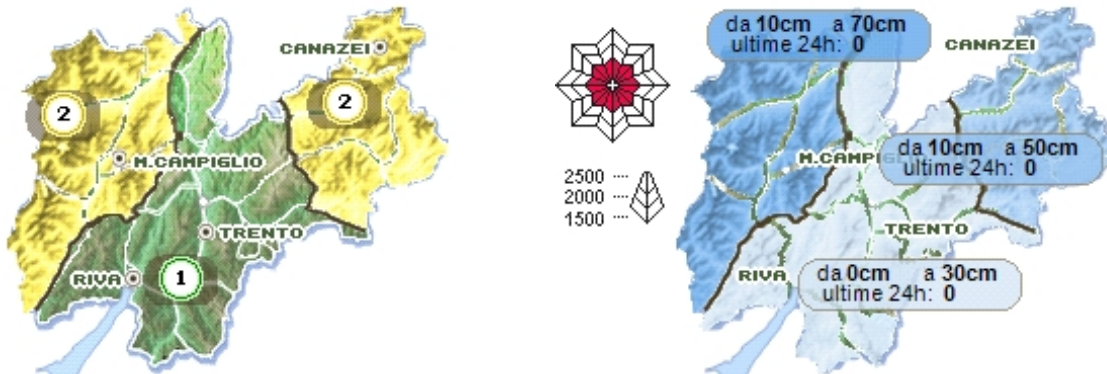 CANAZEI
2
2
M.CAMPIGLIO
TRENTO
RIVA
1
2500
2000
1500
da 10cm a 70cm
ultime 24h: 0
CANAZEI
da 10cm a 50cm
ultime 24h: 0
M.CAMPIGL
TRENTO
RIVA
da 0cm a 30cm
ultime 24h: 0